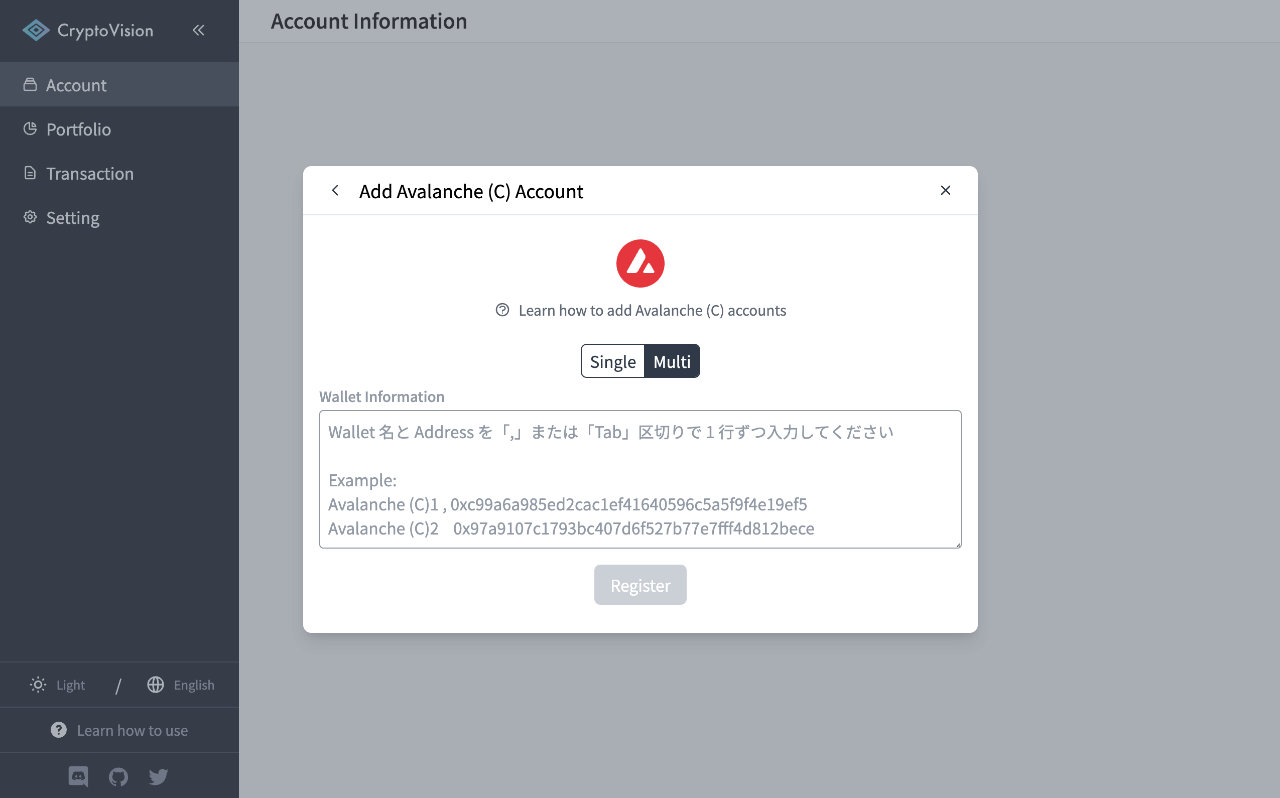 CryptoVision
Account
Portfolio
Transaction
Setting
Light / English
Learn how to use
Account Information
Add Avalanche (C) Account
Learn how to add Avalanche (C) accounts
Single Multi
Wallet Information
Wallet 名と Address を「,」または「Tab」区切りで 1 行ずつ入力してください
Example:
Avalanche (C)1 , 0xc99a6a985ed2cac1ef41640596c5a5f9f4e19ef5
Avalanche (C)2 0x97a9107c1793bc407d6f527b77e7fff4d812bece
Register